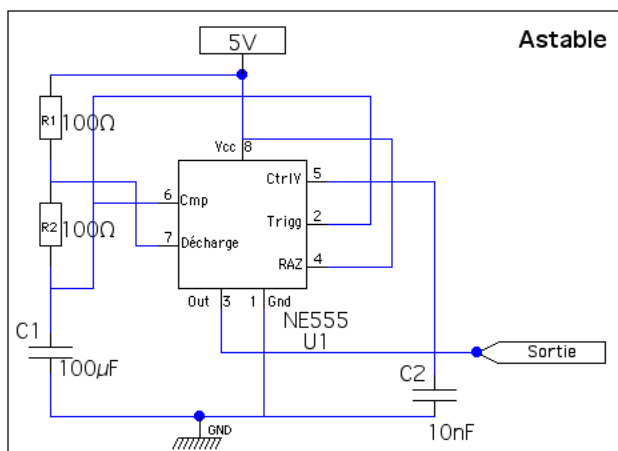 Astable
5V
R1
100Ω
Vcc 8
CtrlV 5
6 Cmp
Trigg 2
R2
100Ω
7 Décharge
RAZ 4
Out 3
1 Gnd
NE555
U1
C1
100µF
Sortie
C2
10nF
GND